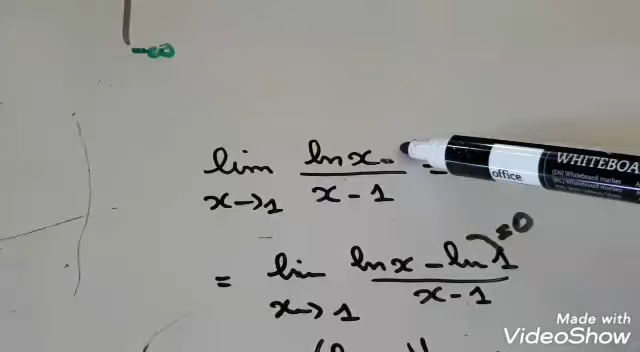 -∞
lim ln x - =
x→1 x - 1
WHITEBOA
office
= lim ln x - ln 1 = 0
x→1 x - 1
Made with
VideoShow